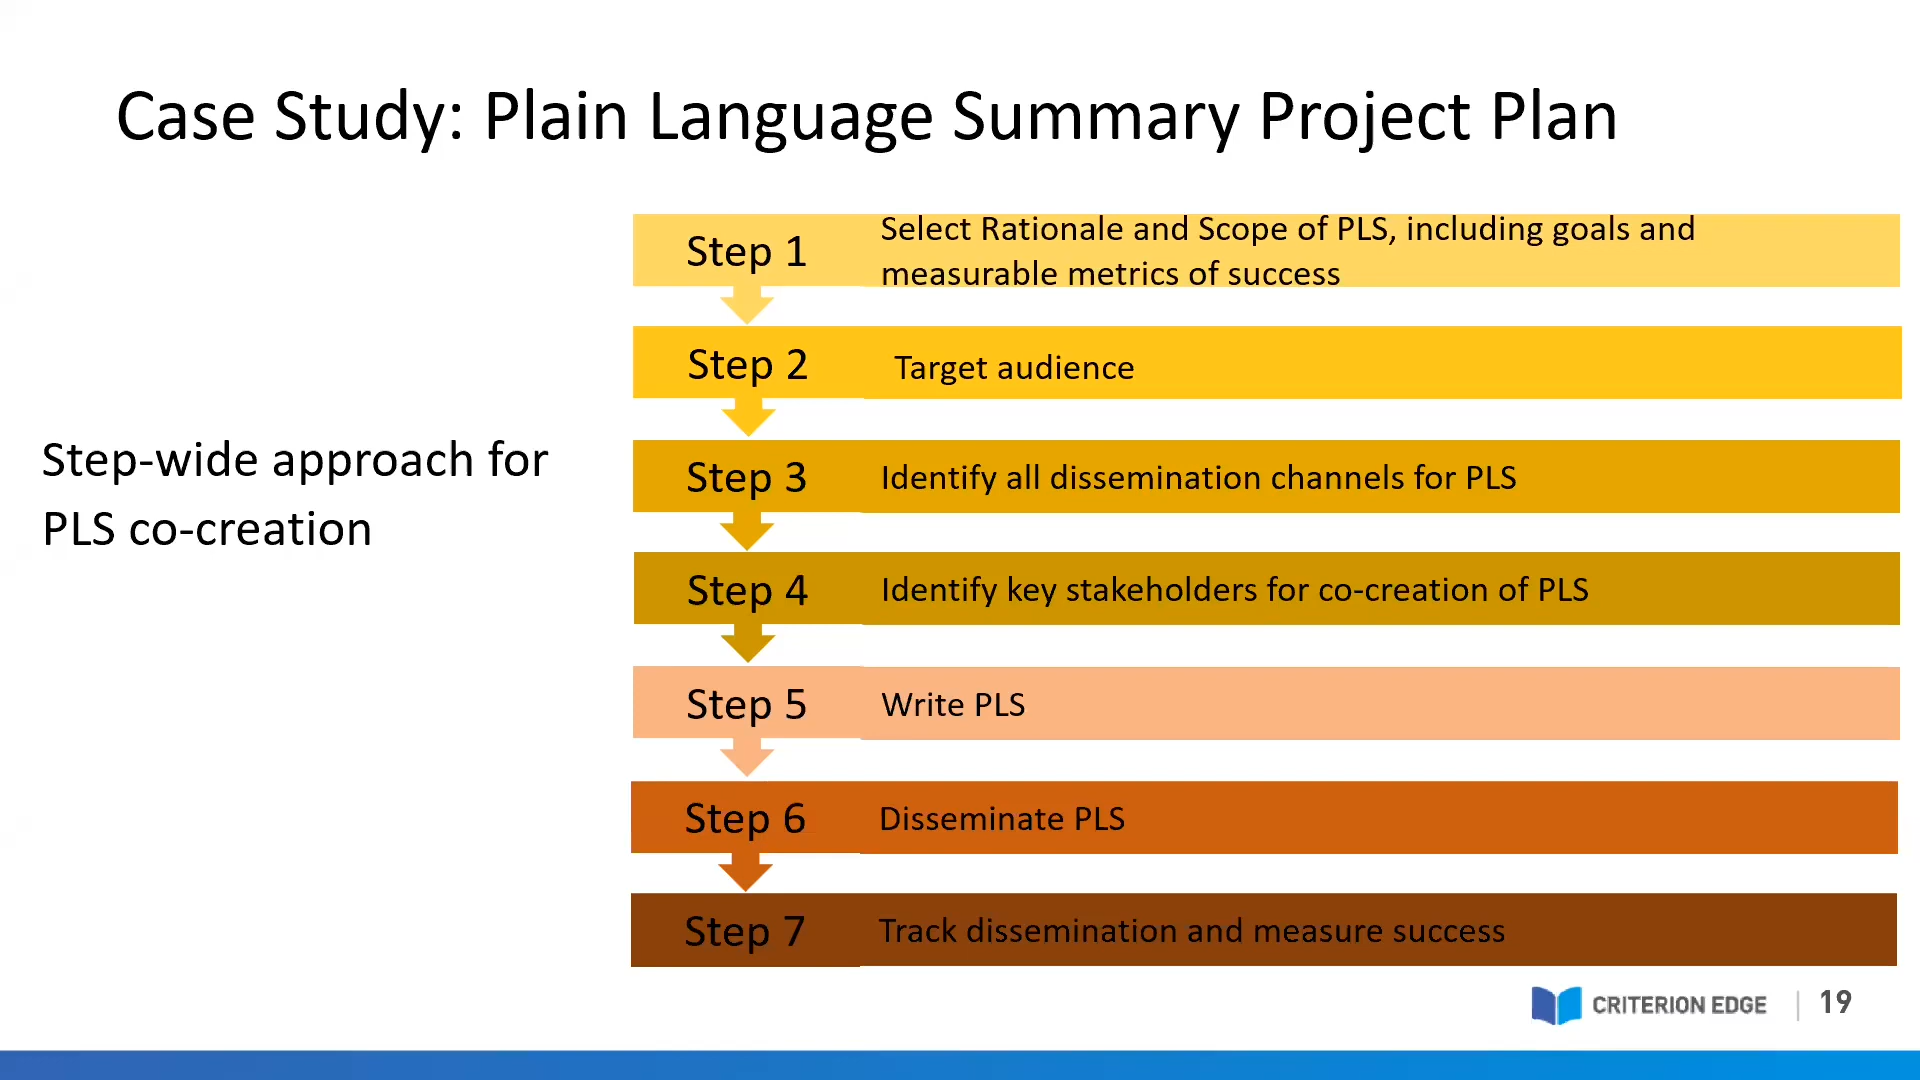 Case Study: Plain Language Summary Project Plan
Step-wide approach for
PLS co-creation
Step 1
Select Rationale and Scope of PLS, including goals and
measurable metrics of success
Step 2
Target audience
Step 3
Identify all dissemination channels for PLS
Step 4
Identify key stakeholders for co-creation of PLS
Step 5
Write PLS
Step 6
Disseminate PLS
Step 7
Track dissemination and measure success
CRITERION EDGE
19